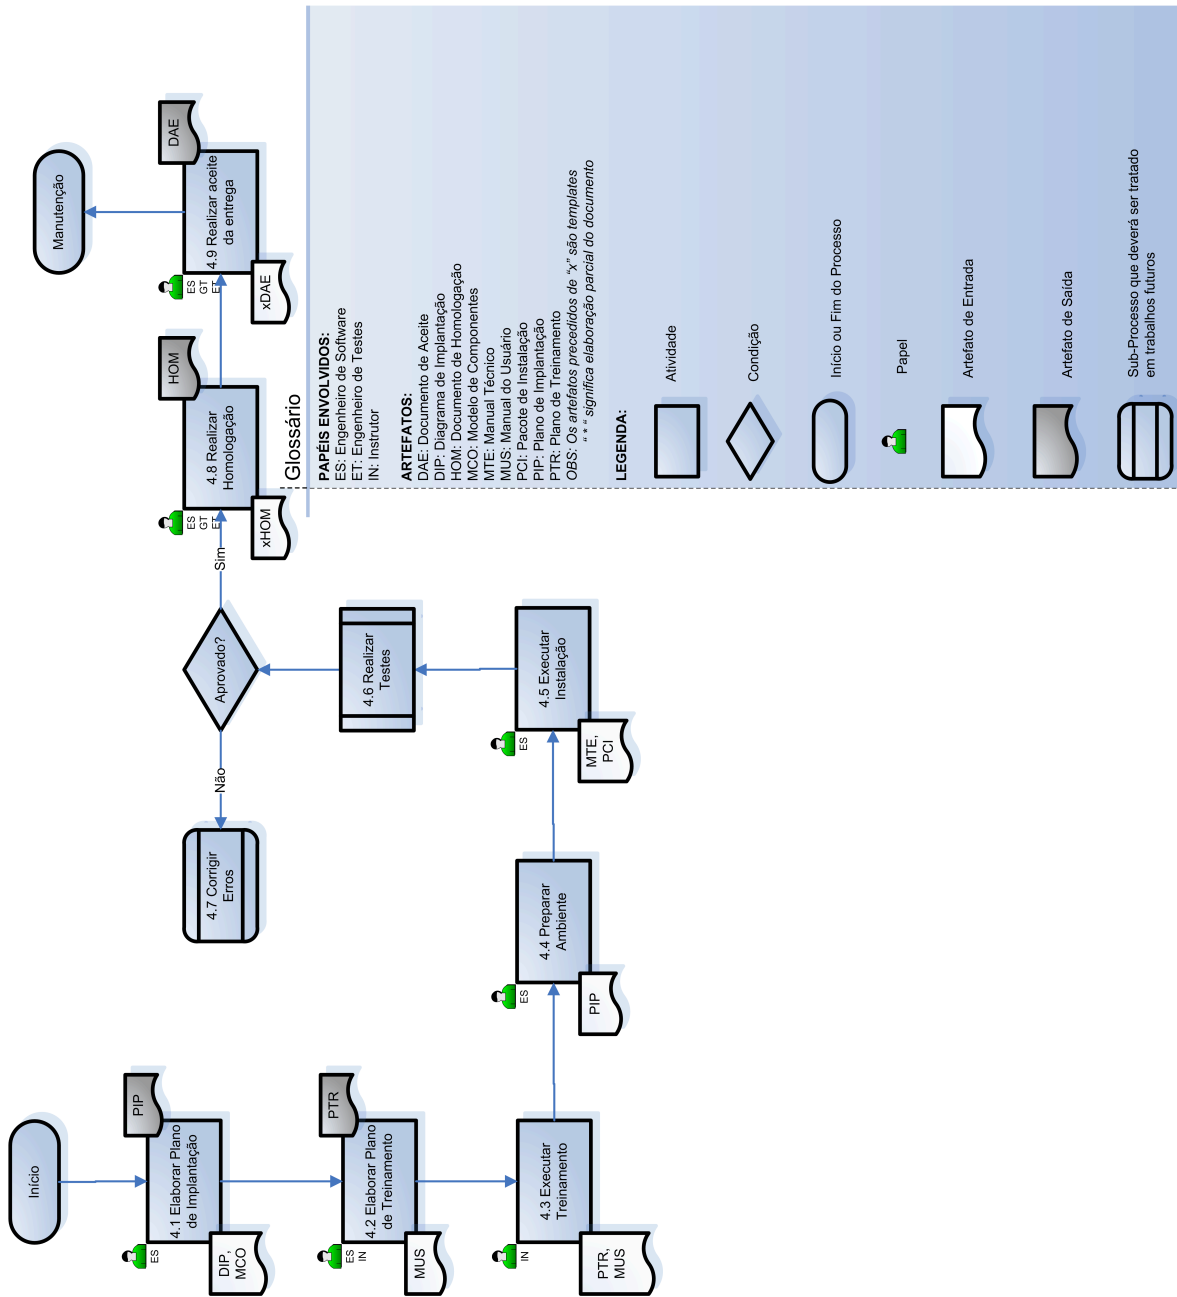 Início
4.1 Elaborar Plano
de Implantação
PIP
ES
DIP,
MCO
4.2 Elaborar Plano
de Treinamento
PTR
ES
IN
MUS
4.3 Executar
Treinamento
IN
PTR,
MUS
4.4 Preparar
Ambiente
ES
PIP
4.5 Executar
Instalação
ES
MTE,
PCI
4.6 Realizar
Testes
Aprovado?
Não
4.7 Corrigir
Erros
Sim
4.8 Realizar
Homologação
HOM
ES
GT
ET
xHOM
4.9 Realizar aceite
da entrega
DAE
ES
GT
ET
xDAE
Manutenção
Glossário
PAPÉIS ENVOLVIDOS:
ES: Engenheiro de Software
ET: Engenheiro de Testes
IN: Instrutor
ARTEFATOS:
DAE: Documento de Aceite
DIP: Diagrama de Implantação
HOM: Documento de Homologação
MCO: Modelo de Componentes
MTE: Manual Técnico
MUS: Manual do Usuário
PCI: Pacote de Instalação
PIP: Plano de Implantação
PTR: Plano de Treinamento
OBS: Os artefatos precedidos de “x” são templates
“ * “ significa elaboração parcial do documento
LEGENDA:
Atividade
Condição
Início ou Fim do Processo
Papel
Artefato de Entrada
Artefato de Saída
Sub-Processo que deverá ser tratado
em trabalhos futuros